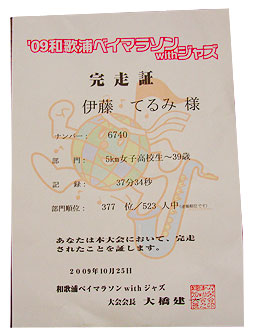 '09和歌浦ベイマラソンwithジャズ
完走証
伊藤 てるみ 様
ナンバー: 6740
部 門: 5km女子高校生~39歳
記 録: 37分34秒
部門順位: 377 位/523 人中
あなたは本大会において、完走
されたことを証します。
2009年10月25日
和歌浦ベイマラソンwithジャズ
大会会長 大橋建一